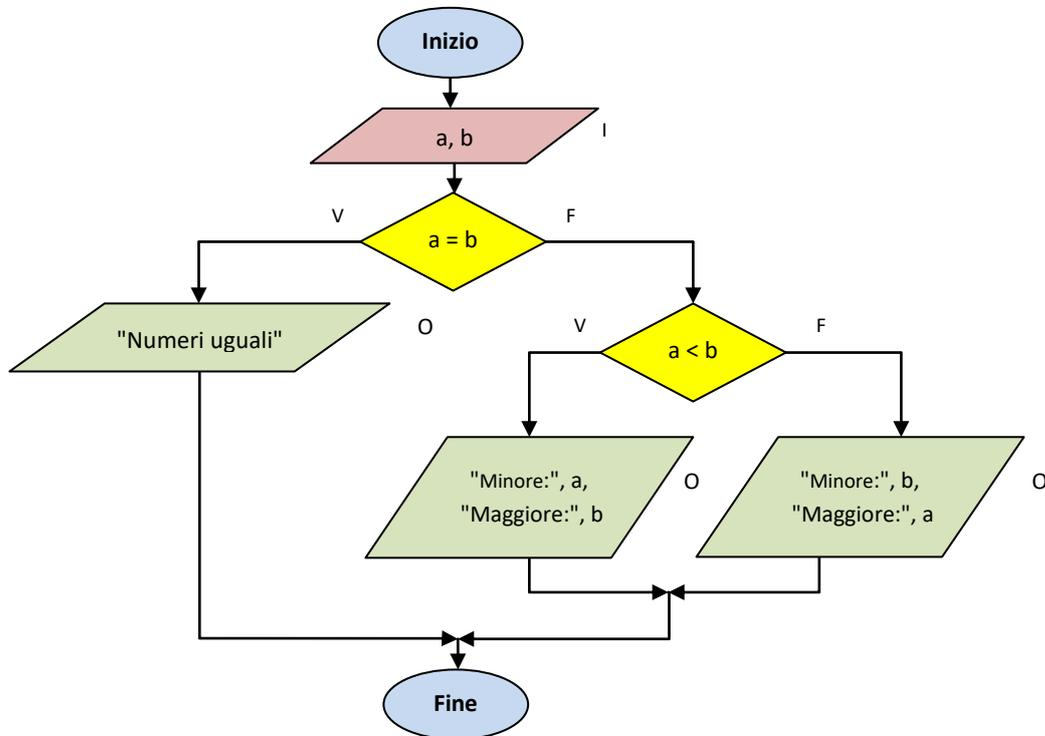 Inizio
a, b
I
V
F
a = b
"Numeri uguali"
O
V
F
a < b
"Minore:", a,
"Maggiore:", b
O
"Minore:", b,
"Maggiore:", a
O
Fine